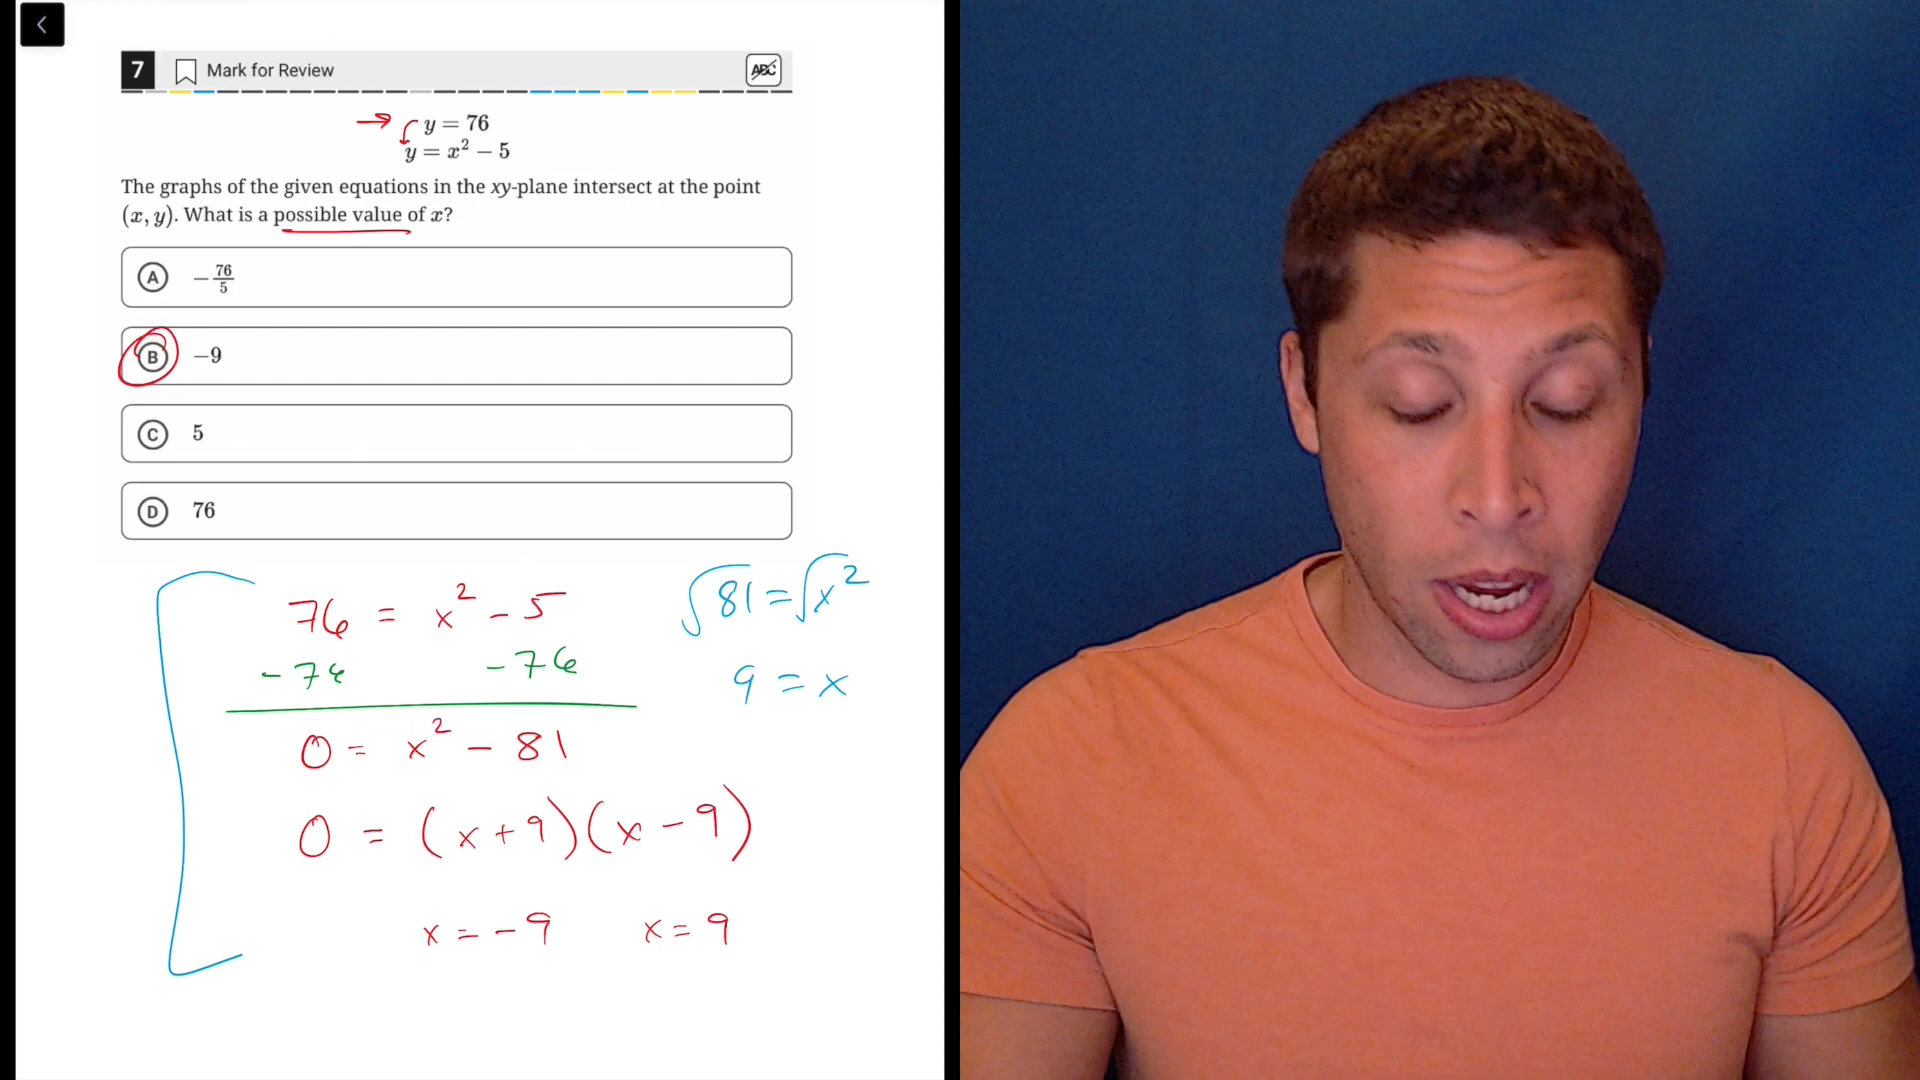 7 Mark for Review ABC
y = 76
y = x² − 5
The graphs of the given equations in the xy-plane intersect at the point
(x, y). What is a possible value of x?
A −76/5
B −9
C 5
D 76
76 = x² − 5
−76 −76
0 = x² − 81
0 = (x+9)(x−9)
x = −9 x = 9
√81 = √x²
9 = x